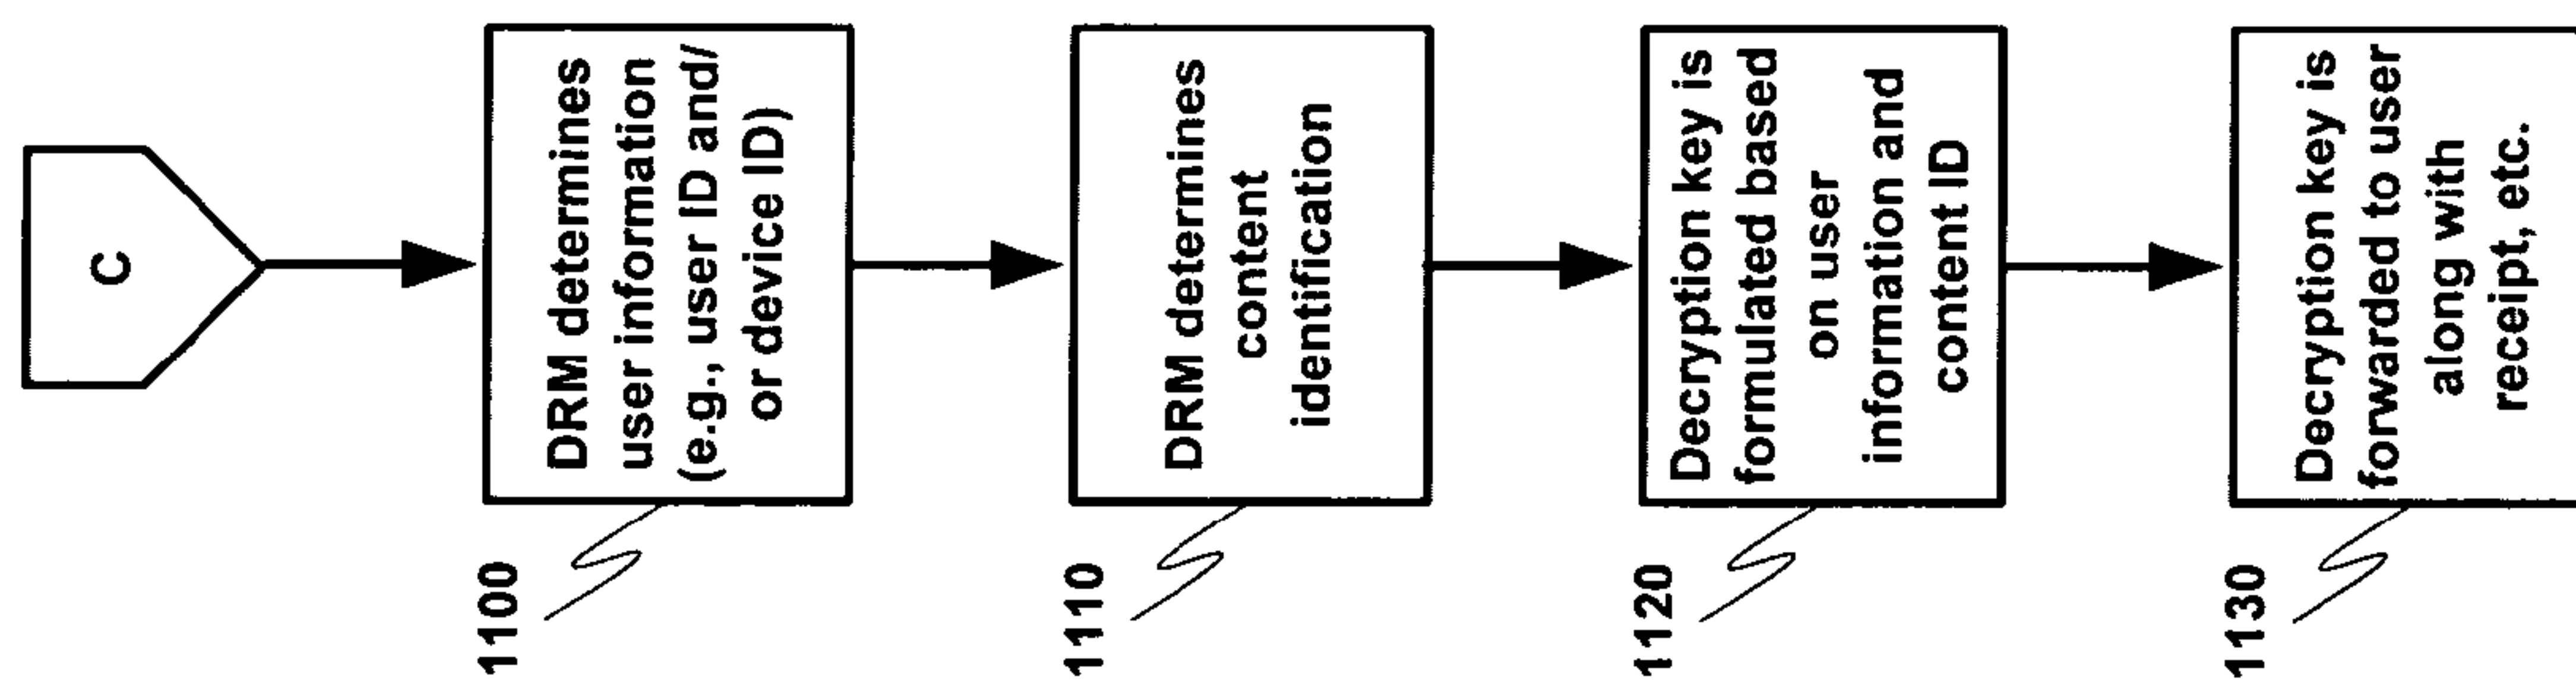 C
1100
DRM determines
user information
(e.g., user ID and/
or device ID)
1110
DRM determines
content
identification
1120
Decryption key is
formulated based
on user
information and
content ID
1130
Decryption key is
forwarded to user
along with
receipt, etc.